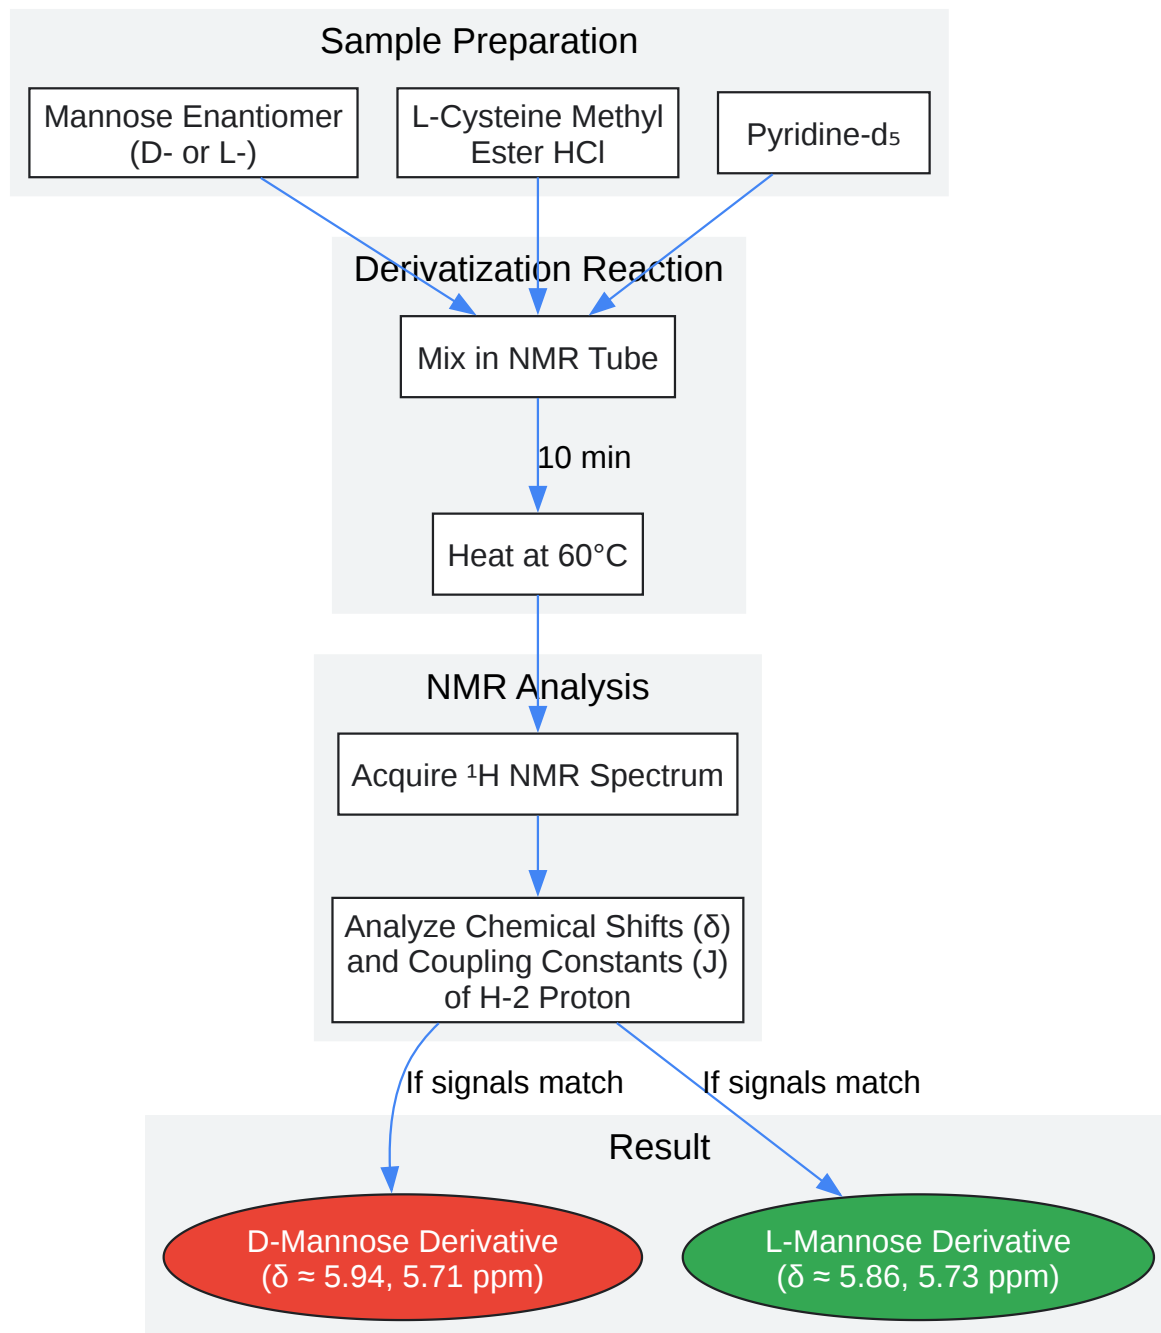 Sample Preparation
Mannose Enantiomer
(D- or L-)
L-Cysteine Methyl
Ester HCl
Pyridine-d₅
Derivatization Reaction
Mix in NMR Tube
10 min
Heat at 60°C
NMR Analysis
Acquire ¹H NMR Spectrum
Analyze Chemical Shifts (δ)
and Coupling Constants (J)
of H-2 Proton
If signals match
If signals match
Result
D-Mannose Derivative
(δ ≈ 5.94, 5.71 ppm)
L-Mannose Derivative
(δ ≈ 5.86, 5.73 ppm)